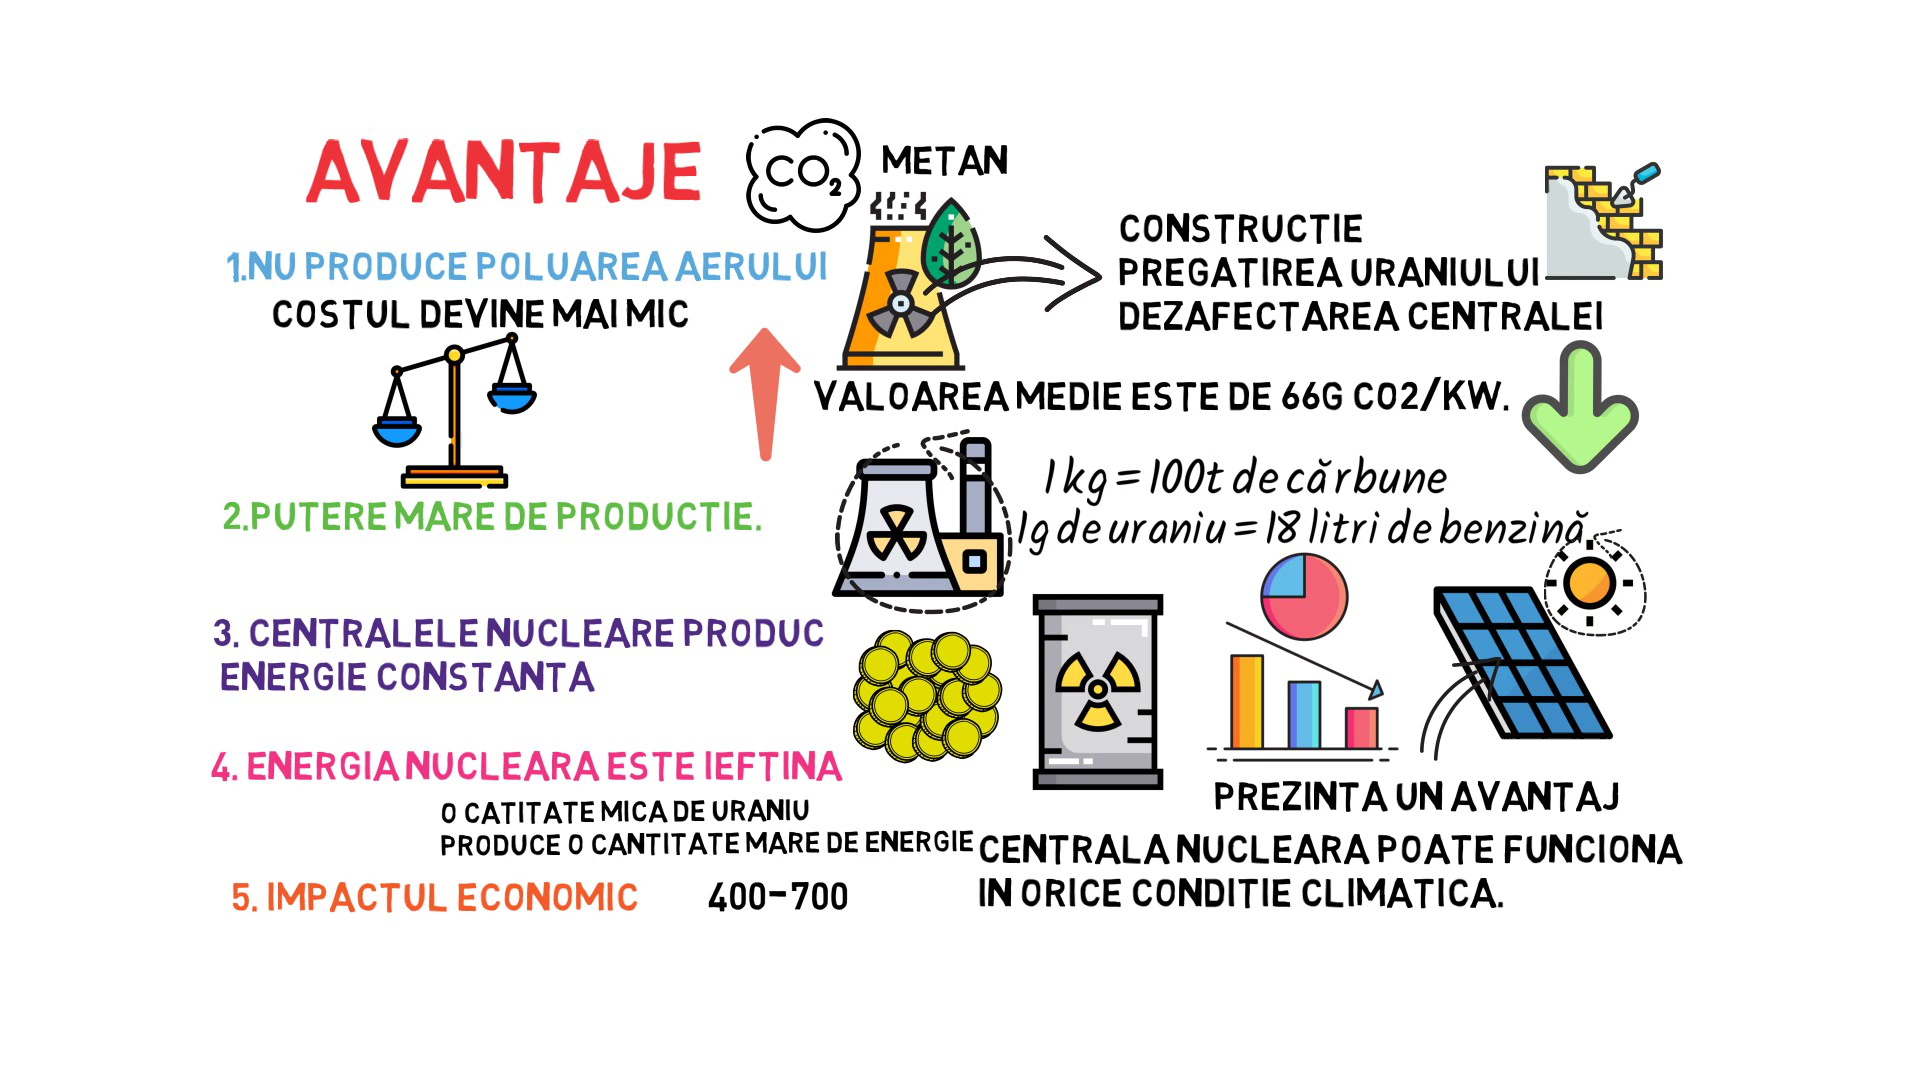 AVANTAJE
CO2
METAN
1.NU PRODUCE POLUAREA AERULUI
COSTUL DEVINE MAI MIC
CONSTRUCTIE
PREGATIREA URANIULUI
DEZAFECTAREA CENTRALEI
VALOAREA MEDIE ESTE DE 66G CO2/KW.
2.PUTERE MARE DE PRODUCTIE.
1 kg = 100t de cărbune
1g de uraniu = 18 litri de benzină
3. CENTRALELE NUCLEARE PRODUC
ENERGIE CONSTANTA
4. ENERGIA NUCLEARA ESTE IEFTINA
O CATITATE MICA DE URANIU
PRODUCE O CANTITATE MARE DE ENERGIE
5. IMPACTUL ECONOMIC
400-700
PREZINTA UN AVANTAJ
CENTRALA NUCLEARA POATE FUNCIONA
IN ORICE CONDITIE CLIMATICA.